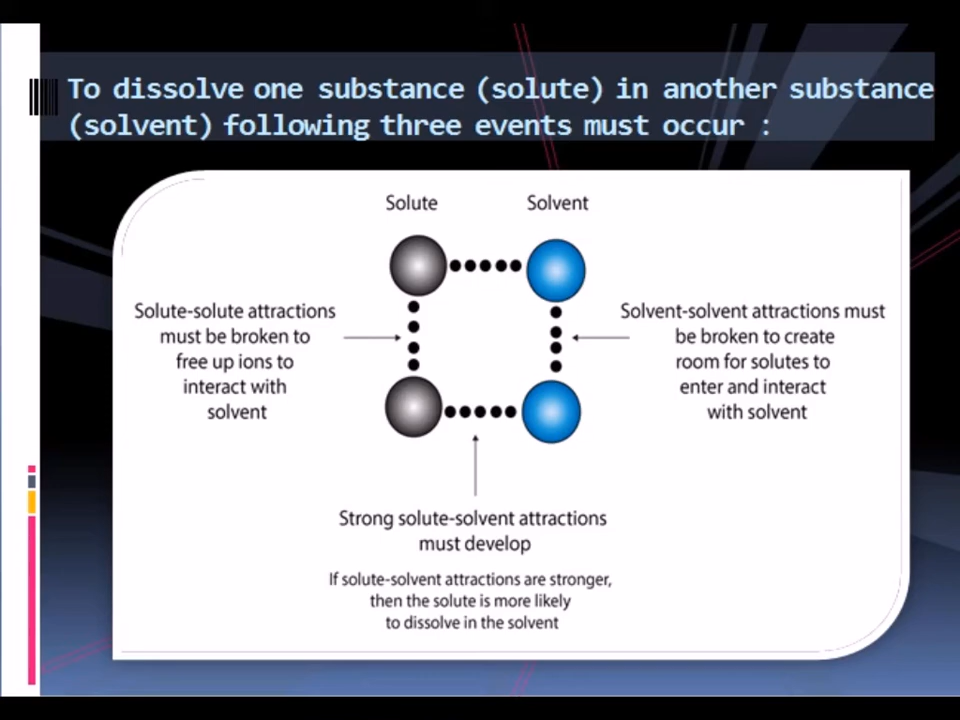 To dissolve one substance (solute) in another substance
(solvent) following three events must occur :
Solute
Solvent
Solute-solute attractions
must be broken to
free up ions to
interact with
solvent
Solvent-solvent attractions must
be broken to create
room for solutes to
enter and interact
with solvent
Strong solute-solvent attractions
must develop
If solute-solvent attractions are stronger,
then the solute is more likely
to dissolve in the solvent